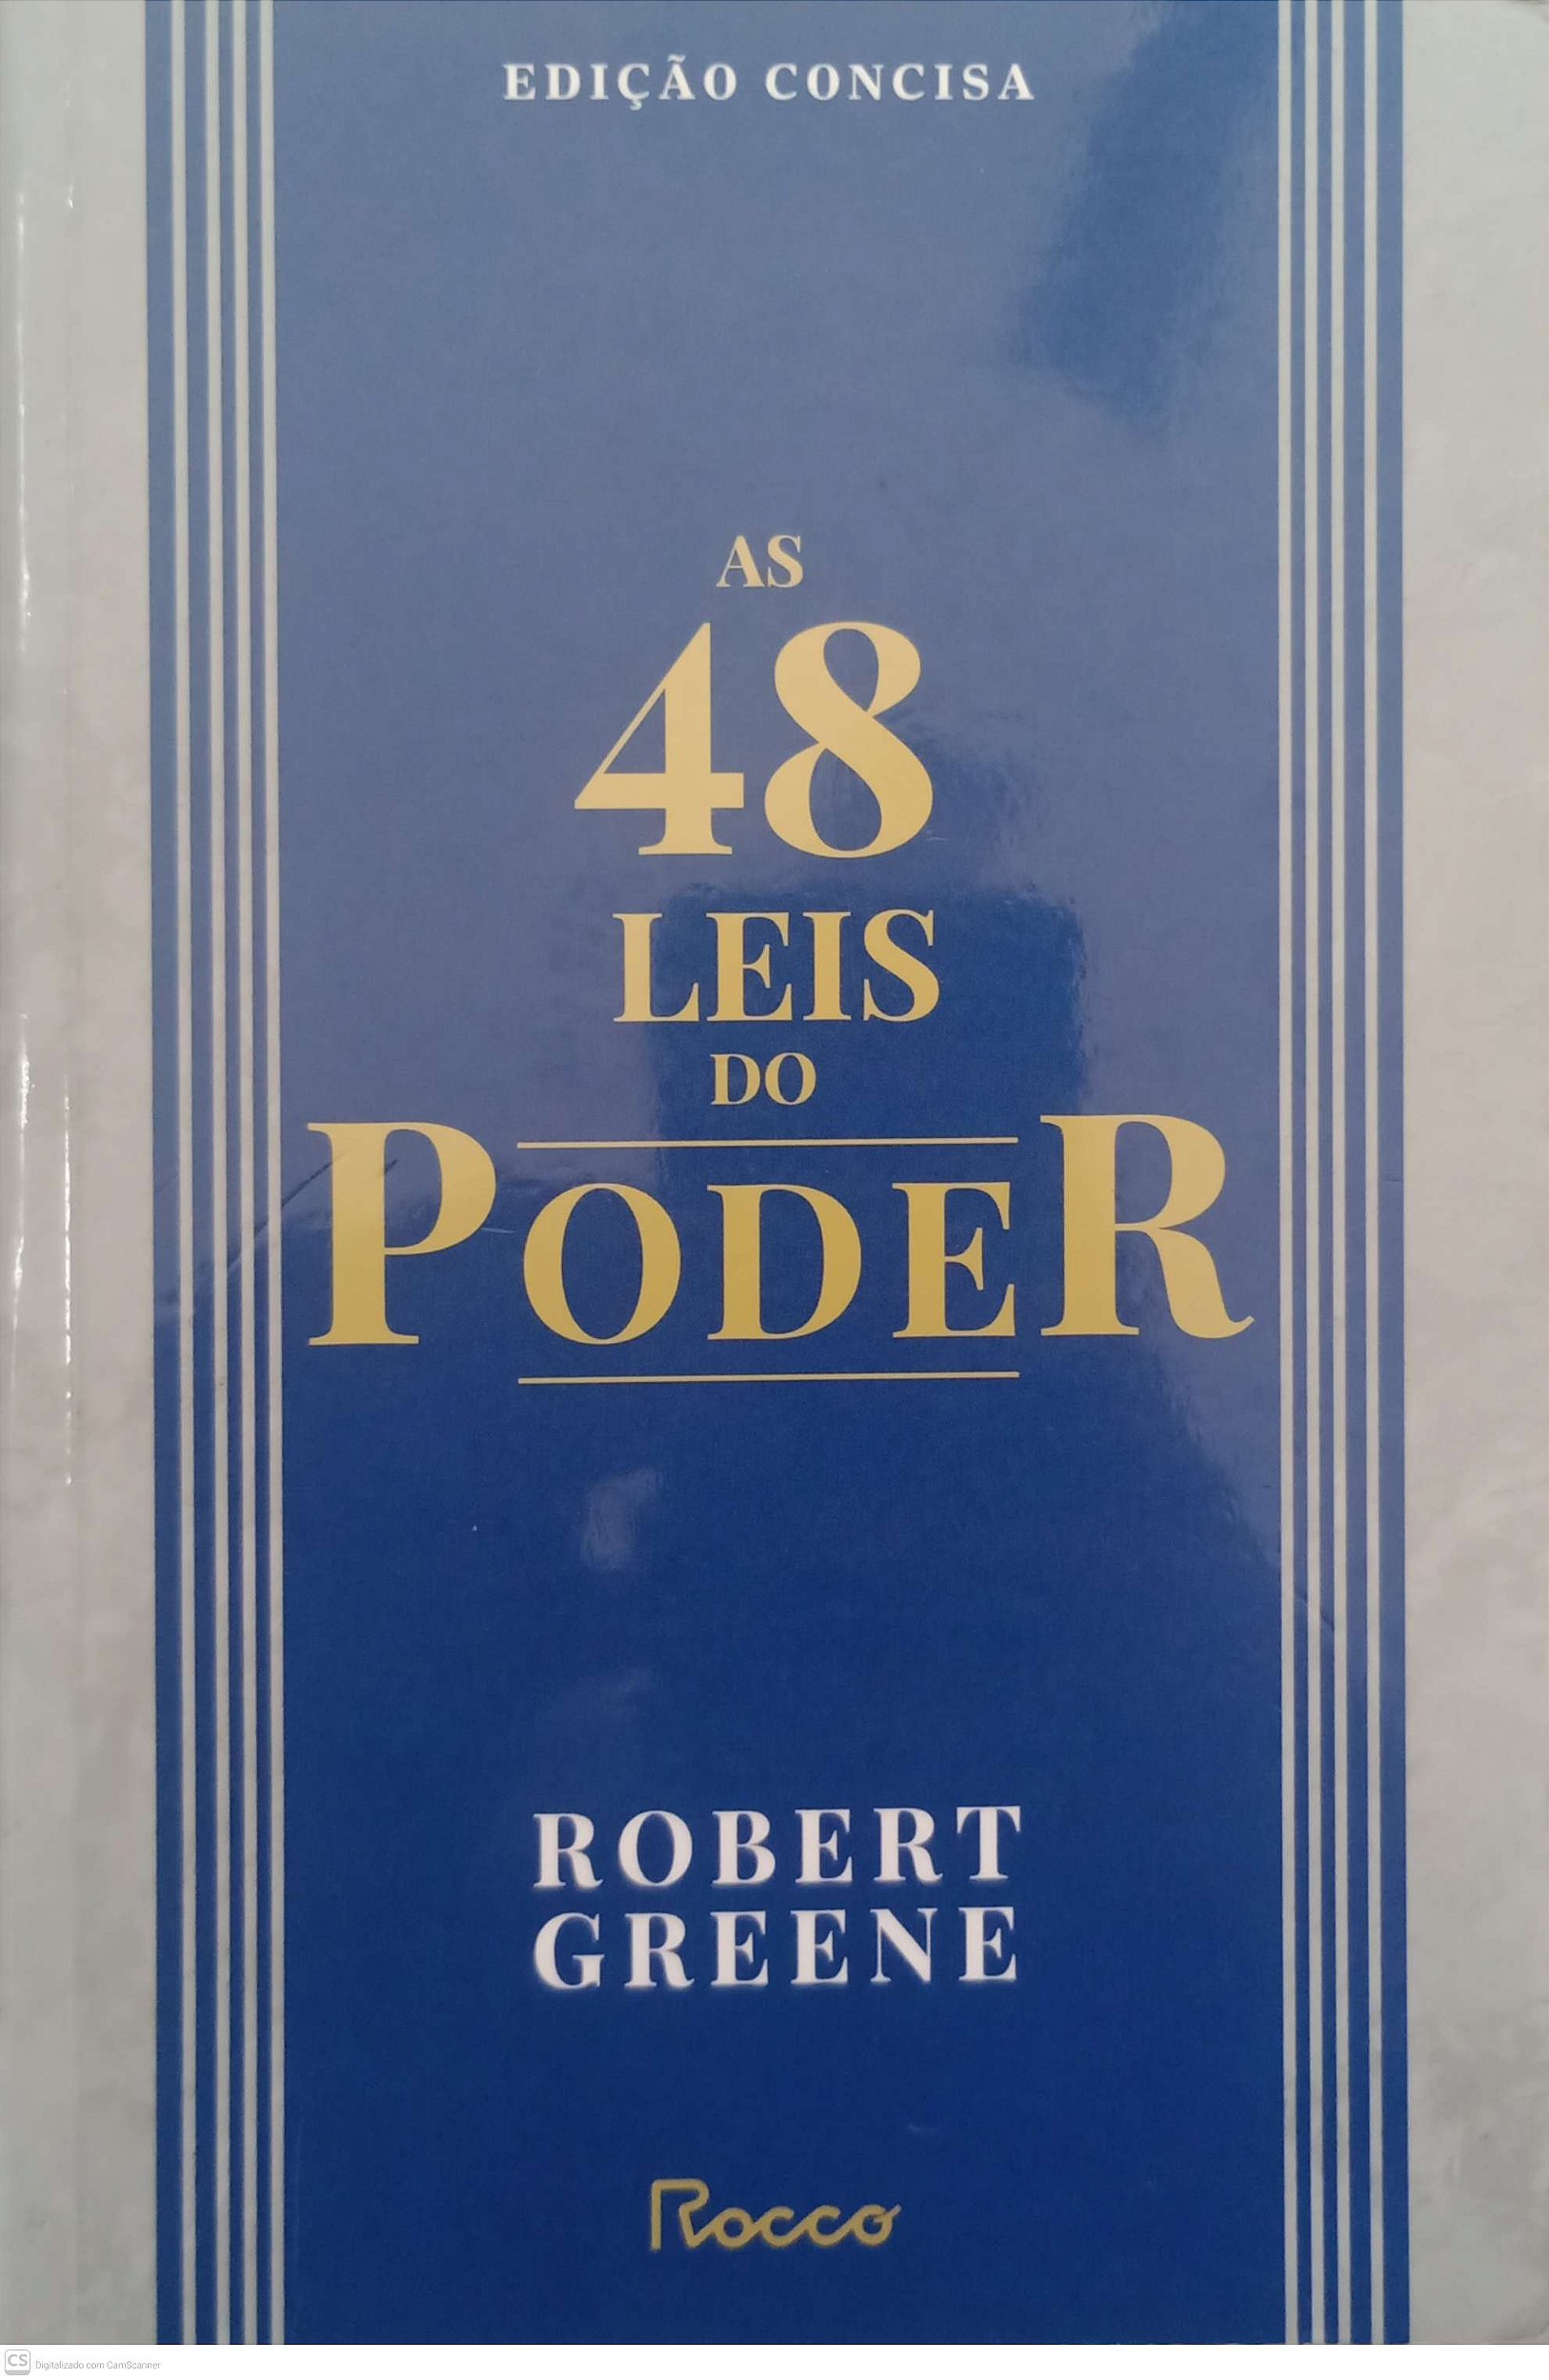 EDIÇÃO CONCISA
AS
48
LEIS
DO
PODER
ROBERT
GREENE
Rocco
CS Digitalizado com CamScanner